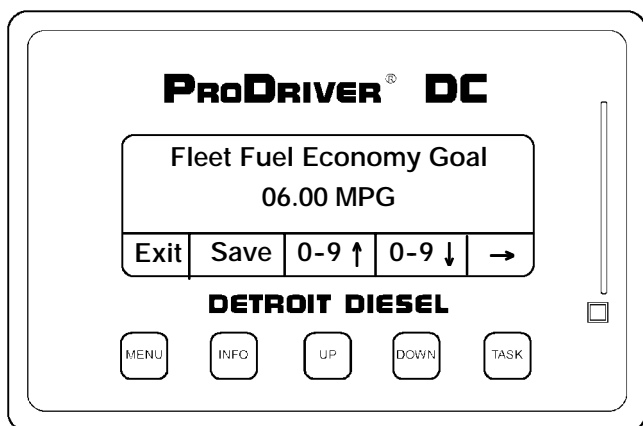 PRODRIVER® DC
Fleet Fuel Economy Goal
06.00 MPG
Exit Save 0-9 ↑ 0-9 ↓ →
DETROIT DIESEL
MENU INFO UP DOWN TASK